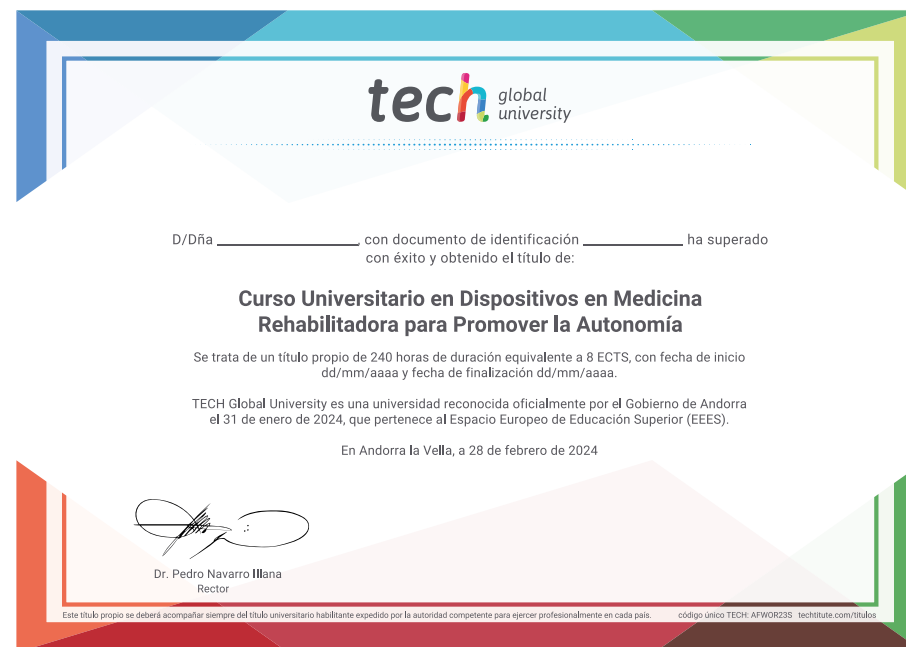 tech global university
D/Dña ____________________, con documento de identificación ______________ ha superado
con éxito y obtenido el título de:
Curso Universitario en Dispositivos en Medicina
Rehabilitadora para Promover la Autonomía
Se trata de un título propio de 240 horas de duración equivalente a 8 ECTS, con fecha de inicio
dd/mm/aaaa y fecha de finalización dd/mm/aaaa.
TECH Global University es una universidad reconocida oficialmente por el Gobierno de Andorra
el 31 de enero de 2024, que pertenece al Espacio Europeo de Educación Superior (EEES).
En Andorra la Vella, a 28 de febrero de 2024
Dr. Pedro Navarro Illana
Rector
Este título propio se deberá acompañar siempre del título universitario habilitante expedido por la autoridad competente para ejercer profesionalmente en cada país. código único TECH: AFWOR23S techtitute.com/titulos